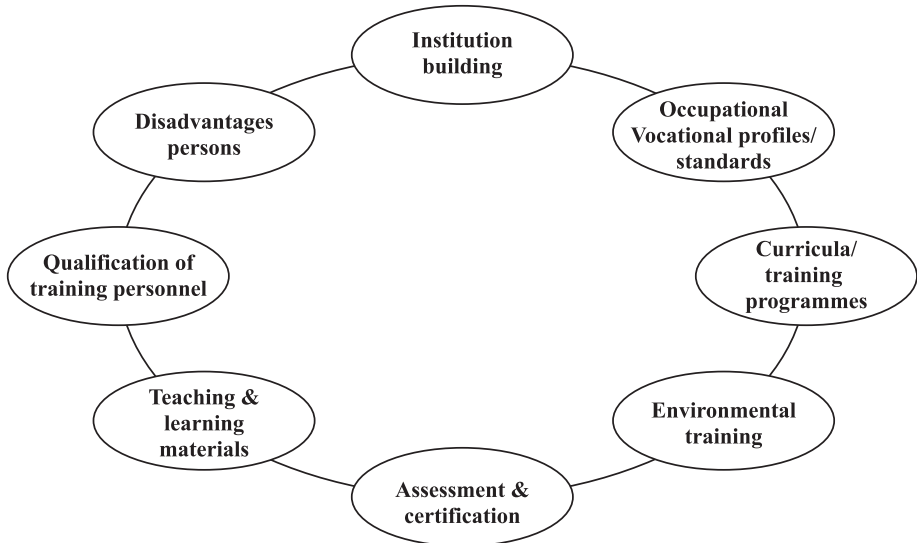 Institution
building
Occupational
Vocational profiles/
standards
Curricula/
training
programmes
Environmental
training
Assessment &
certification
Teaching &
learning
materials
Qualification of
training personnel
Disadvantages
persons